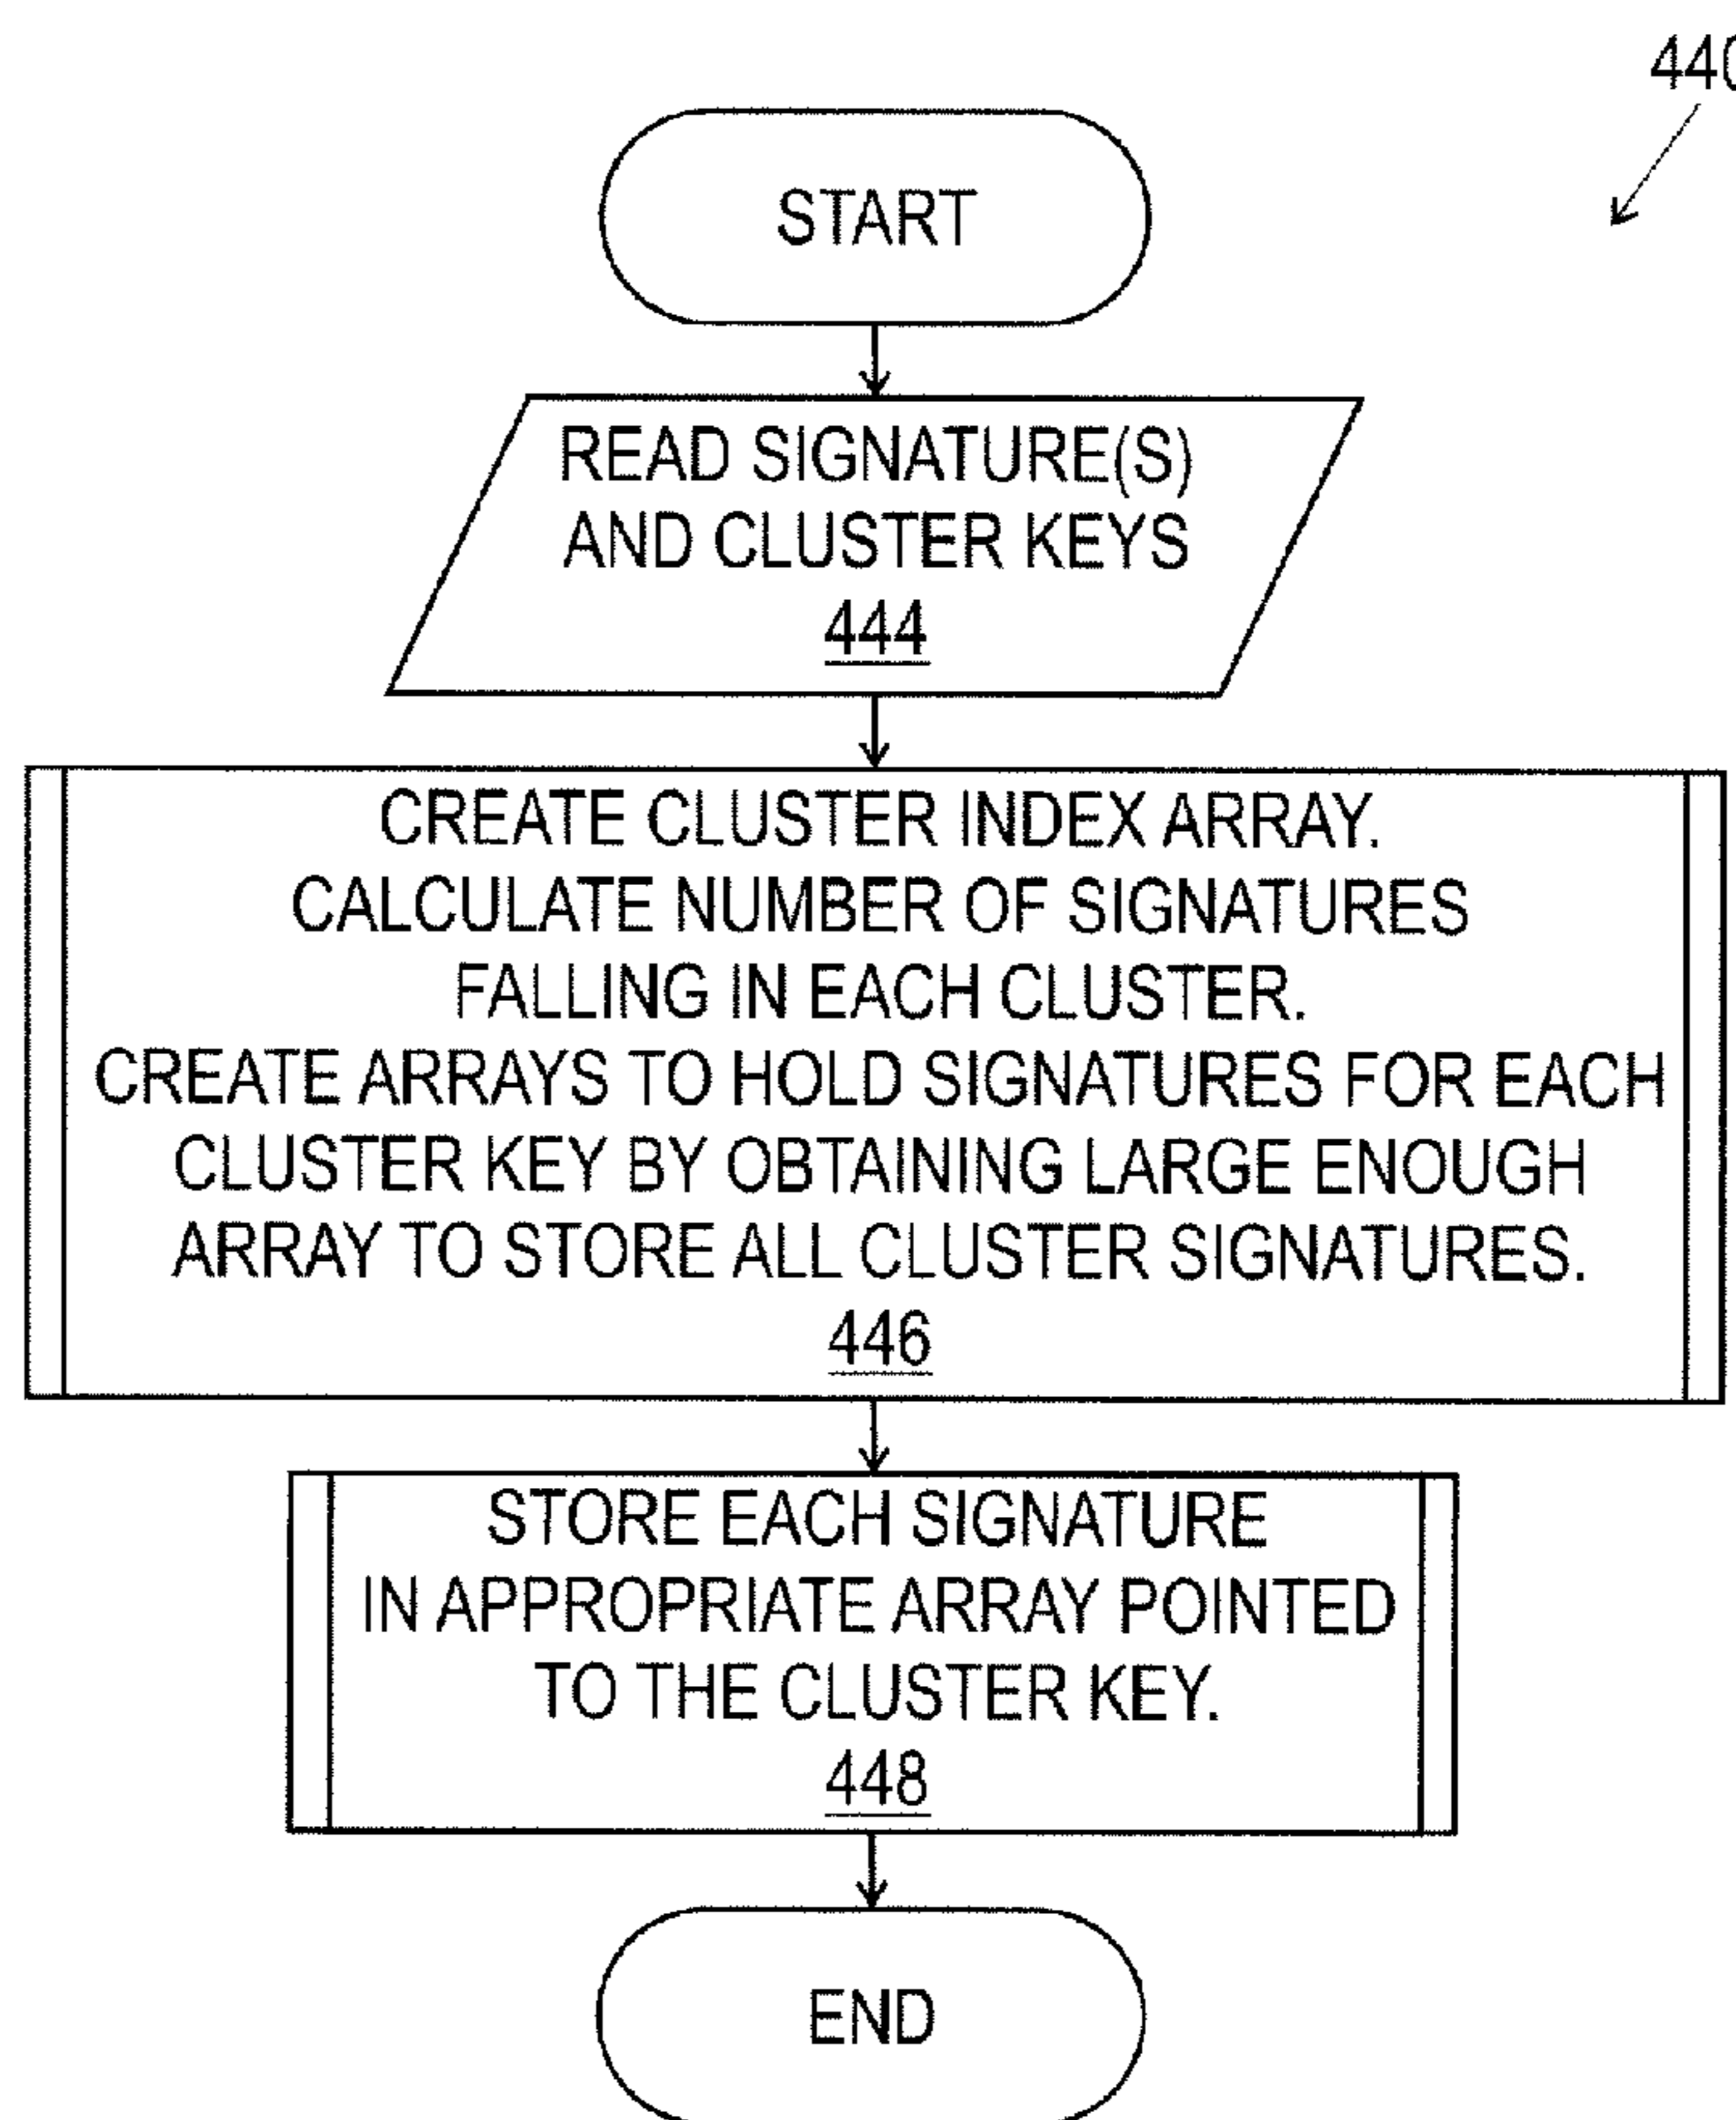 440
START
READ SIGNATURE(S)
AND CLUSTER KEYS
444
CREATE CLUSTER INDEX ARRAY.
CALCULATE NUMBER OF SIGNATURES
FALLING IN EACH CLUSTER.
CREATE ARRAYS TO HOLD SIGNATURES FOR EACH
CLUSTER KEY BY OBTAINING LARGE ENOUGH
ARRAY TO STORE ALL CLUSTER SIGNATURES.
446
STORE EACH SIGNATURE
IN APPROPRIATE ARRAY POINTED
TO THE CLUSTER KEY.
448
END